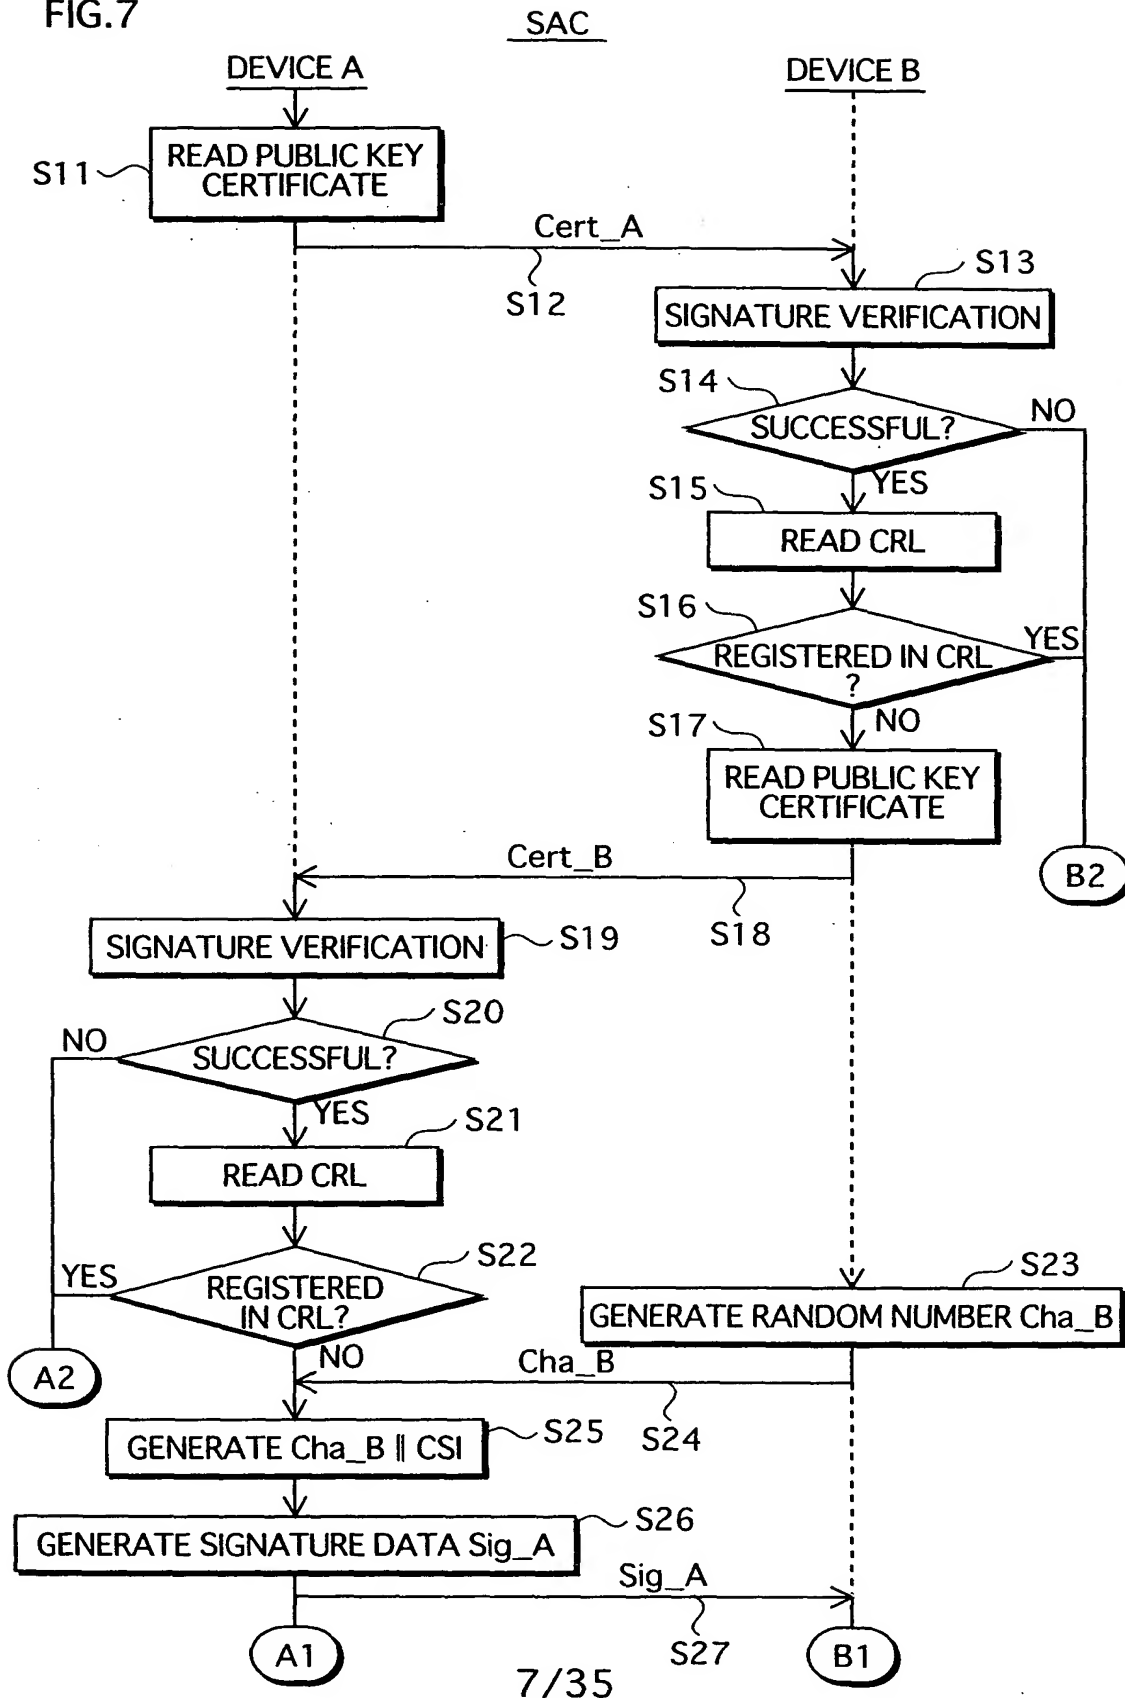 FIG.7
SAC
DEVICE A
DEVICE B
S11
READ PUBLIC KEY
CERTIFICATE
Cert_A
S12
S13
SIGNATURE VERIFICATION
S14
SUCCESSFUL?
NO
YES
S15
READ CRL
S16
REGISTERED IN CRL
?
YES
NO
S17
READ PUBLIC KEY
CERTIFICATE
Cert_B
S18
B2
SIGNATURE VERIFICATION
S19
S20
NO
SUCCESSFUL?
YES
S21
READ CRL
S22
YES
REGISTERED
IN CRL?
NO
A2
S23
GENERATE RANDOM NUMBER Cha_B
Cha_B
S24
GENERATE Cha_B || CSI
S25
GENERATE SIGNATURE DATA Sig_A
S26
Sig_A
S27
A1
B1
7/35